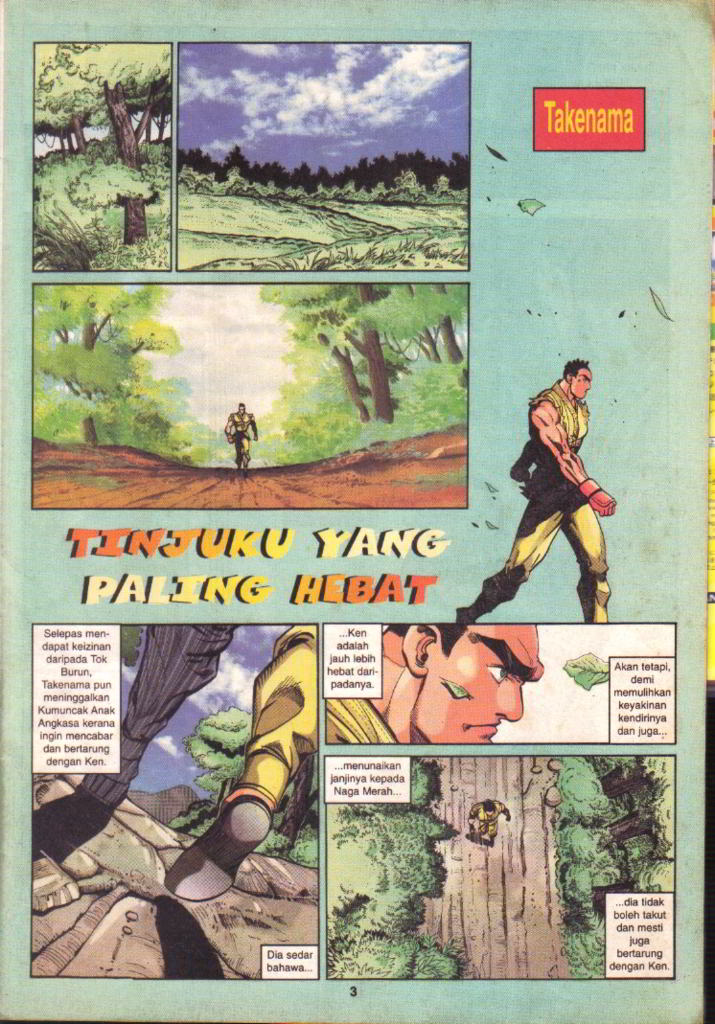 Takenama
TINJUKU YANG
PALING HEBAT
Selepas men-
dapat keizinan
daripada Tok
Burun,
Takenama pun
meninggalkan
Kumuncak Anak
Angkasa kerana
ingin mencabar
dan bertarung
dengan Ken.
Dia sedar
bahawa...
...Ken
adalah
jauh lebih
hebat dari-
padanya.
Akan tetapi,
demi
memulihkan
keyakinan
kendirinya
dan juga...
...menunaikan
janjinya kepada
Naga Merah...
...dia tidak
boleh takut
dan mesti
juga
bertarung
dengan Ken.
3